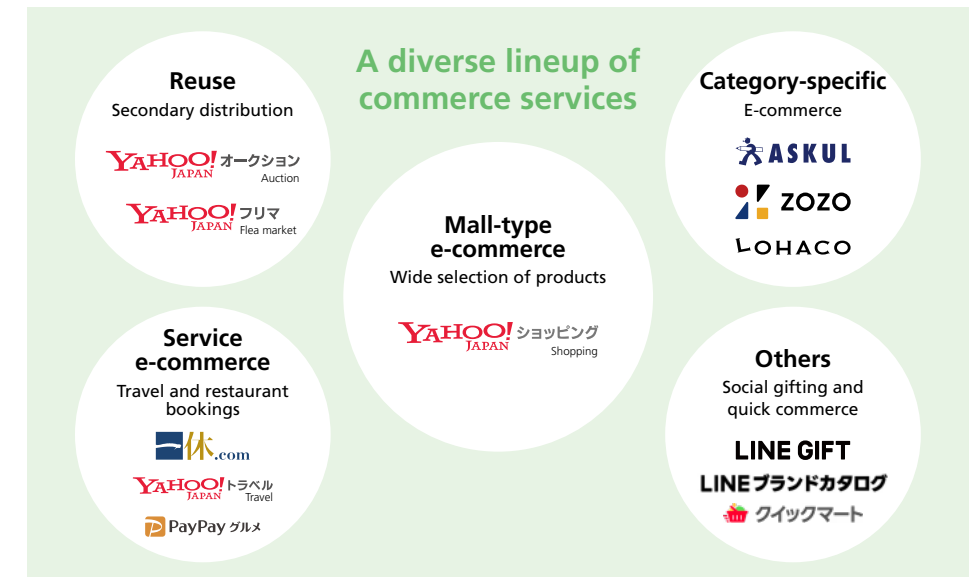 A diverse lineup of
commerce services
Reuse
Secondary distribution
YAHOO! オークション
JAPAN
Auction
YAHOO! フリマ
JAPAN
Flea market
Category-specific
E-commerce
ASKUL
ZOZO
LOHACO
Mall-type
e-commerce
Wide selection of products
YAHOO! ショッピング
JAPAN
Shopping
Service
e-commerce
Travel and restaurant
bookings
一休.com
YAHOO! トラベル
JAPAN
Travel
PayPay グルメ
Others
Social gifting and
quick commerce
LINE GIFT
LINEブランドカタログ
クイックマート